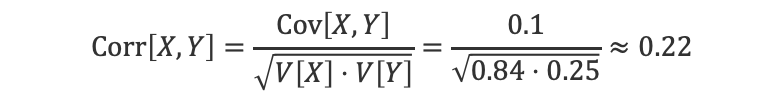 Corr[X, Y] = Cov[X, Y] / √(V[X] · V[Y]) = 0.1 / √(0.84 · 0.25) ≈ 0.22